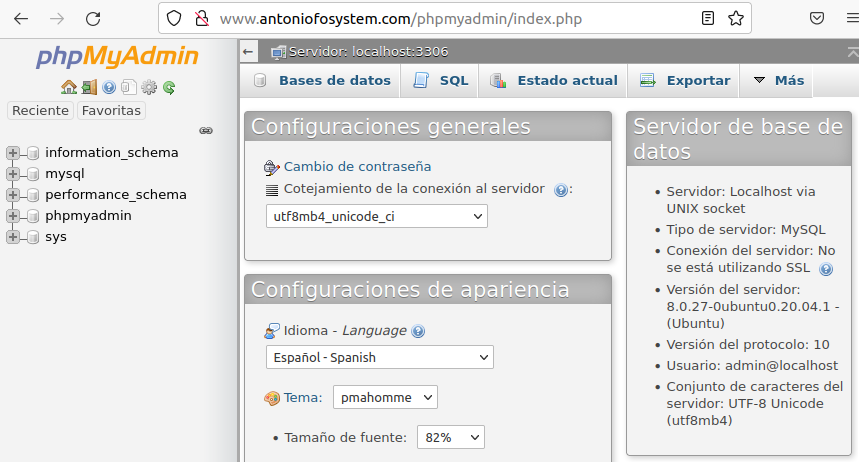 www.antoniofosystem.com/phpmyadmin/index.php
phpMyAdmin
Reciente Favoritas
information_schema
mysql
performance_schema
phpmyadmin
sys
Servidor: localhost:3306
Bases de datos SQL Estado actual Exportar Más
Configuraciones generales
Cambio de contraseña
Cotejamiento de la conexión al servidor :
utf8mb4_unicode_ci
Configuraciones de apariencia
Idioma - Language
Español - Spanish
Tema: pmahomme
• Tamaño de fuente: 82%
Servidor de base de
datos
• Servidor: Localhost via
UNIX socket
• Tipo de servidor: MySQL
• Conexión del servidor: No
se está utilizando SSL
• Versión del servidor:
8.0.27-0ubuntu0.20.04.1 -
(Ubuntu)
• Versión del protocolo: 10
• Usuario: admin@localhost
• Conjunto de caracteres del
servidor: UTF-8 Unicode
(utf8mb4)